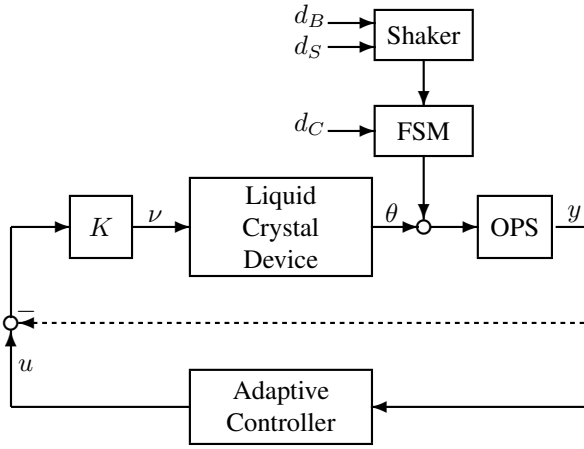 d_B
d_S
Shaker
d_C
FSM
K
ν
Liquid
Crystal
Device
θ
OPS
y
−
u
Adaptive
Controller